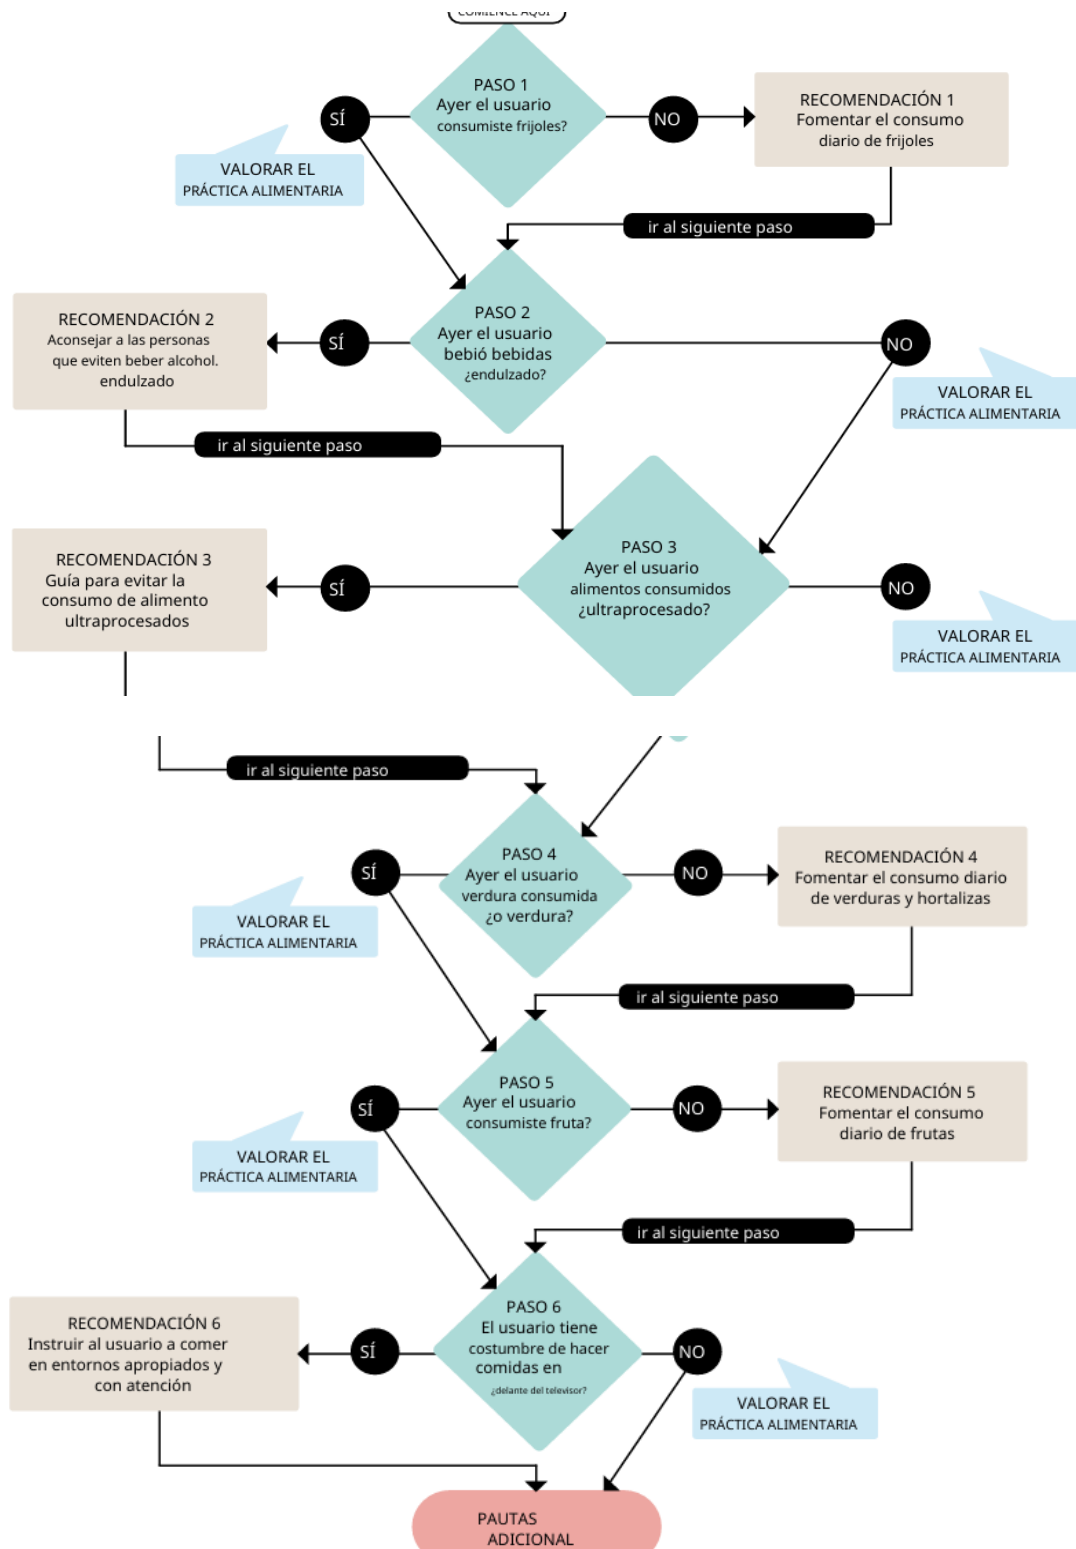 COMIENCE AQUÍ
PASO 1
Ayer el usuario
consumiste frijoles?
SÍ
NO
RECOMENDACIÓN 1
Fomentar el consumo
diario de frijoles
VALORAR EL
PRÁCTICA ALIMENTARIA
ir al siguiente paso
PASO 2
Ayer el usuario
bebió bebidas
¿endulzado?
SÍ
NO
RECOMENDACIÓN 2
Aconsejar a las personas
que eviten beber alcohol.
endulzado
VALORAR EL
PRÁCTICA ALIMENTARIA
ir al siguiente paso
PASO 3
Ayer el usuario
alimentos consumidos
¿ultraprocesado?
SÍ
NO
RECOMENDACIÓN 3
Guía para evitar la
consumo de alimento
ultraprocesados
VALORAR EL
PRÁCTICA ALIMENTARIA
ir al siguiente paso
PASO 4
Ayer el usuario
verdura consumida
¿o verdura?
SÍ
NO
RECOMENDACIÓN 4
Fomentar el consumo diario
de verduras y hortalizas
VALORAR EL
PRÁCTICA ALIMENTARIA
ir al siguiente paso
PASO 5
Ayer el usuario
consumiste fruta?
SÍ
NO
RECOMENDACIÓN 5
Fomentar el consumo
diario de frutas
VALORAR EL
PRÁCTICA ALIMENTARIA
ir al siguiente paso
PASO 6
El usuario tiene
costumbre de hacer
comidas en
¿delante del televisor?
SÍ
NO
RECOMENDACIÓN 6
Instruir al usuario a comer
en entornos apropiados y
con atención
VALORAR EL
PRÁCTICA ALIMENTARIA
PAUTAS
ADICIONAL